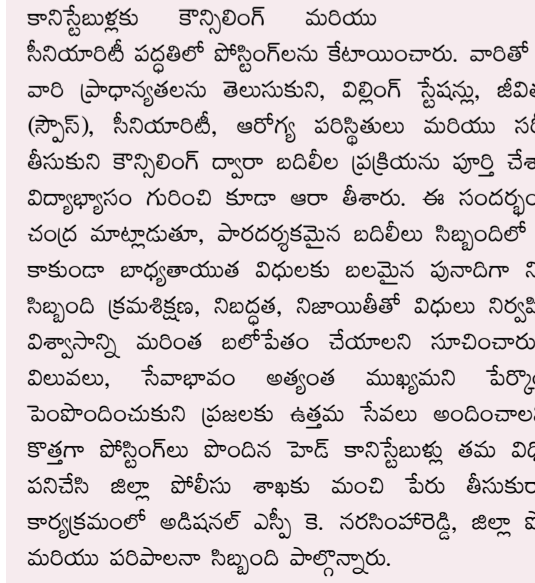 కానిస్టేబుళ్లకు కౌన్సిలింగ్ మరియు
సీనియారిటీ పద్ధతిలో పోస్టింగ్‌లను కేటాయించారు. వారితో
వారి ప్రాధాన్యతలను తెలుసుకుని, విల్లింగ్ స్టేషన్లు,
(స్పౌస్), సీనియారిటీ, ఆరోగ్య పరిస్థితులు మరియు
తీసుకుని కౌన్సిలింగ్ ద్వారా బదిలీల ప్రక్రియను పూర్తి
విద్యాభ్యాసం గురించి కూడా ఆరా తీశారు. ఈ
చంద్ర మాట్లాడుతూ, పారదర్శకమైన బదిలీలు సిబ్బందిలో
కాకుండా బాధ్యతాయుత విధులకు బలమైన పునాదిగా
సిబ్బంది క్రమశిక్షణ, నిబద్ధత, నిజాయితీతో విధులు
విశ్వాసాన్ని మరింత బలోపేతం చేయాలని సూచించారు
విలువలు, సేవాభావం అత్యంత ముఖ్యమని
పెంపొందించుకుని ప్రజలకు ఉత్తమ సేవలు
కొత్తగా పోస్టింగ్‌లు పొందిన హెడ్ కానిస్టేబుళ్లు తమ
పనిచేసి జిల్లా పోలీసు శాఖకు మంచి పేరు
కార్యక్రమంలో అడిషనల్ ఎస్పీ కె. నరసింహారెడ్డి, జిల్లా
మరియు పరిపాలనా సిబ్బంది పాల్గొన్నారు.